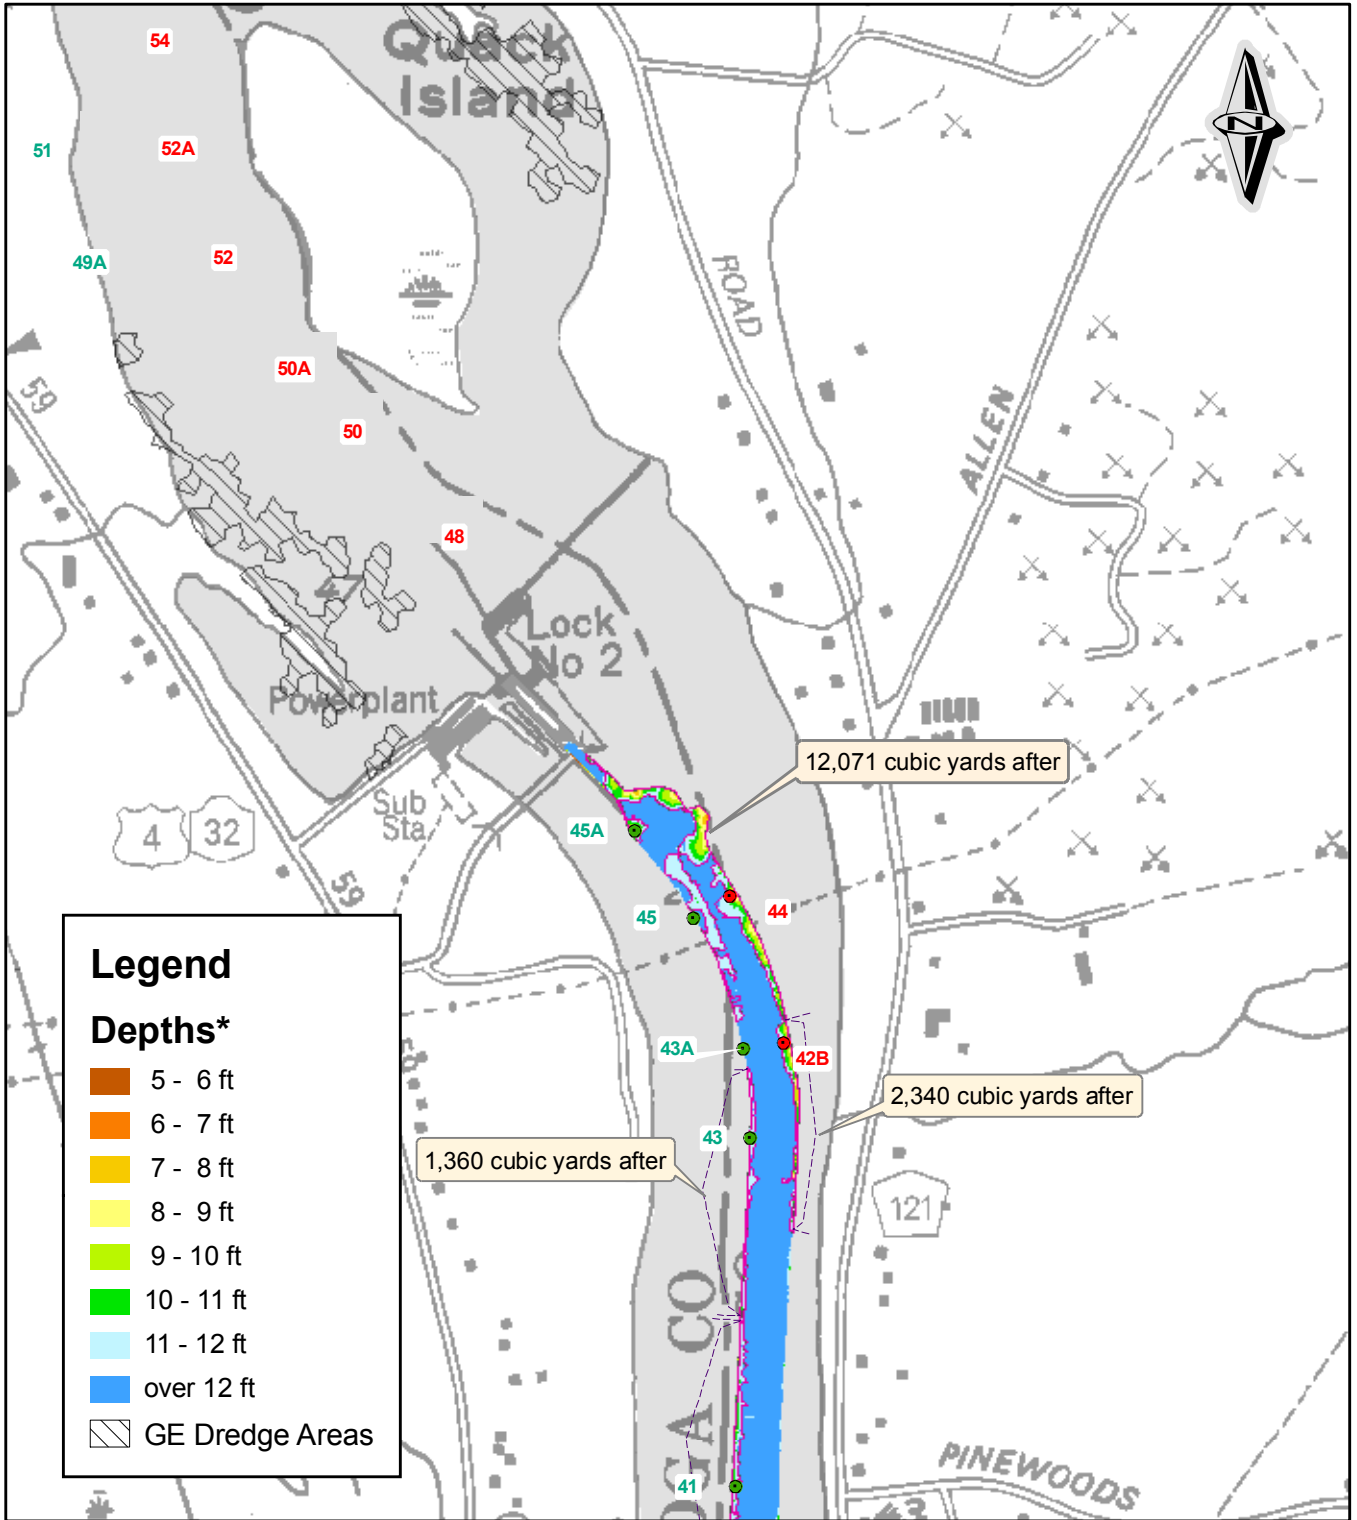 54
Quack
Island
51
52A
49A
52
ROAD
50A
59
50
ALLEN
48
47
Lock
No 2
Powerplant
12,071 cubic yards after
Sub
Sta
4
32
45A
59
45
44
43A
42B
2,340 cubic yards after
43
1,360 cubic yards after
121
CO
OGA
41
PINEWOODS
43
Legend
Depths*
5 - 6 ft
6 - 7 ft
7 - 8 ft
8 - 9 ft
9 - 10 ft
10 - 11 ft
11 - 12 ft
over 12 ft
GE Dredge Areas
N